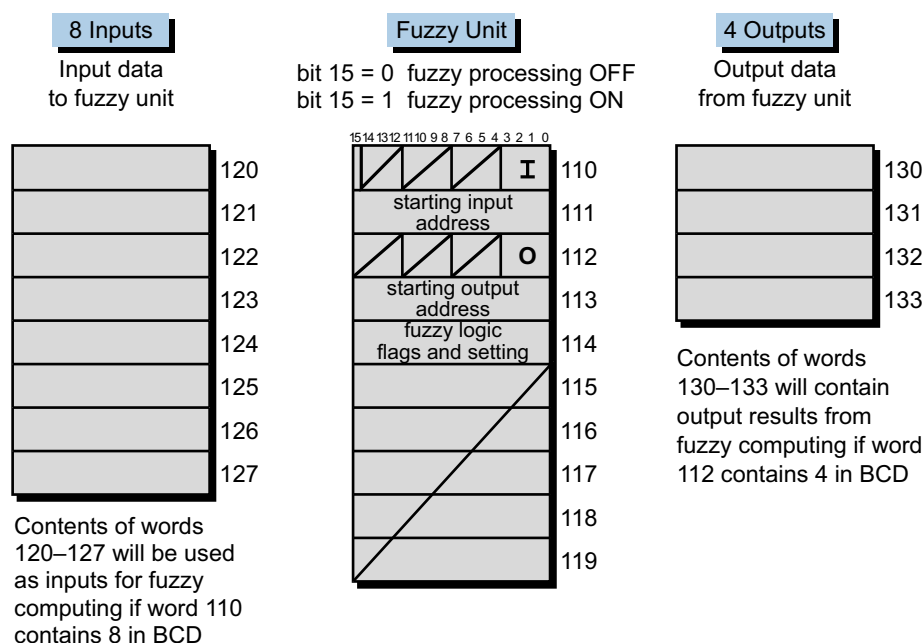 8 Inputs
Input data
to fuzzy unit
120
121
122
123
124
125
126
127
Contents of words
120–127 will be used
as inputs for fuzzy
computing if word 110
contains 8 in BCD
Fuzzy Unit
bit 15 = 0 fuzzy processing OFF
bit 15 = 1 fuzzy processing ON
15 14 13 12 11 10 9 8 7 6 5 4 3 2 1 0
I 110
starting input
address
111
O 112
starting output
address
113
fuzzy logic
flags and setting
114
115
116
117
118
119
4 Outputs
Output data
from fuzzy unit
130
131
132
133
Contents of words
130–133 will contain
output results from
fuzzy computing if word
112 contains 4 in BCD